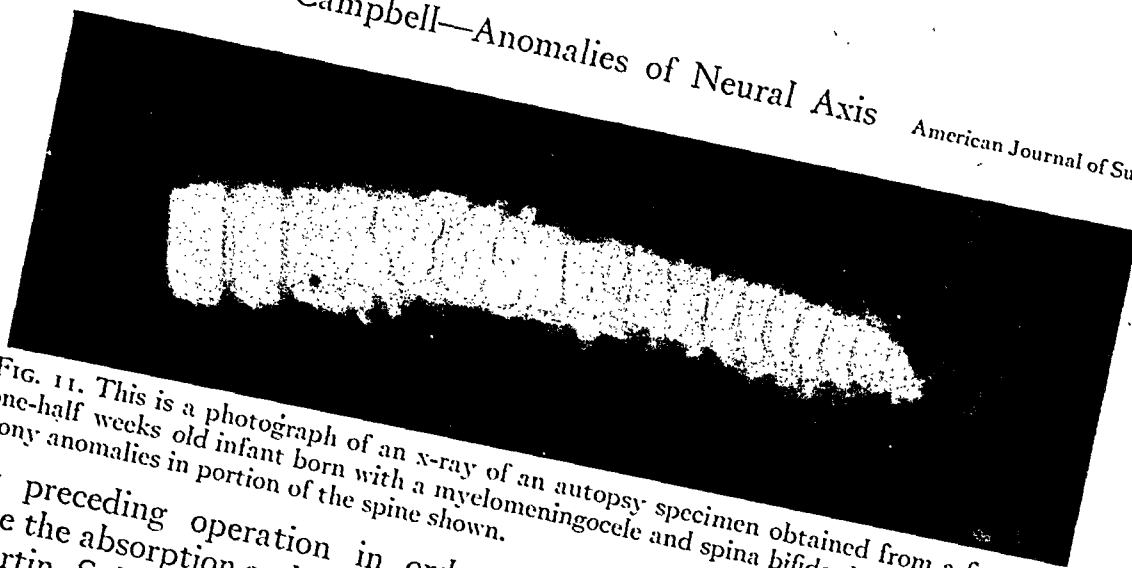 Campbell—Anomalies of Neural Axis American Journal of Su
FIG. 11. This is a photograph of an x-ray of an autopsy specimen obtained from a
one-half weeks old infant born with a myelomeningocele and spina bifida
ony anomalies in portion of the spine shown.
preceding operation in
e the absorption